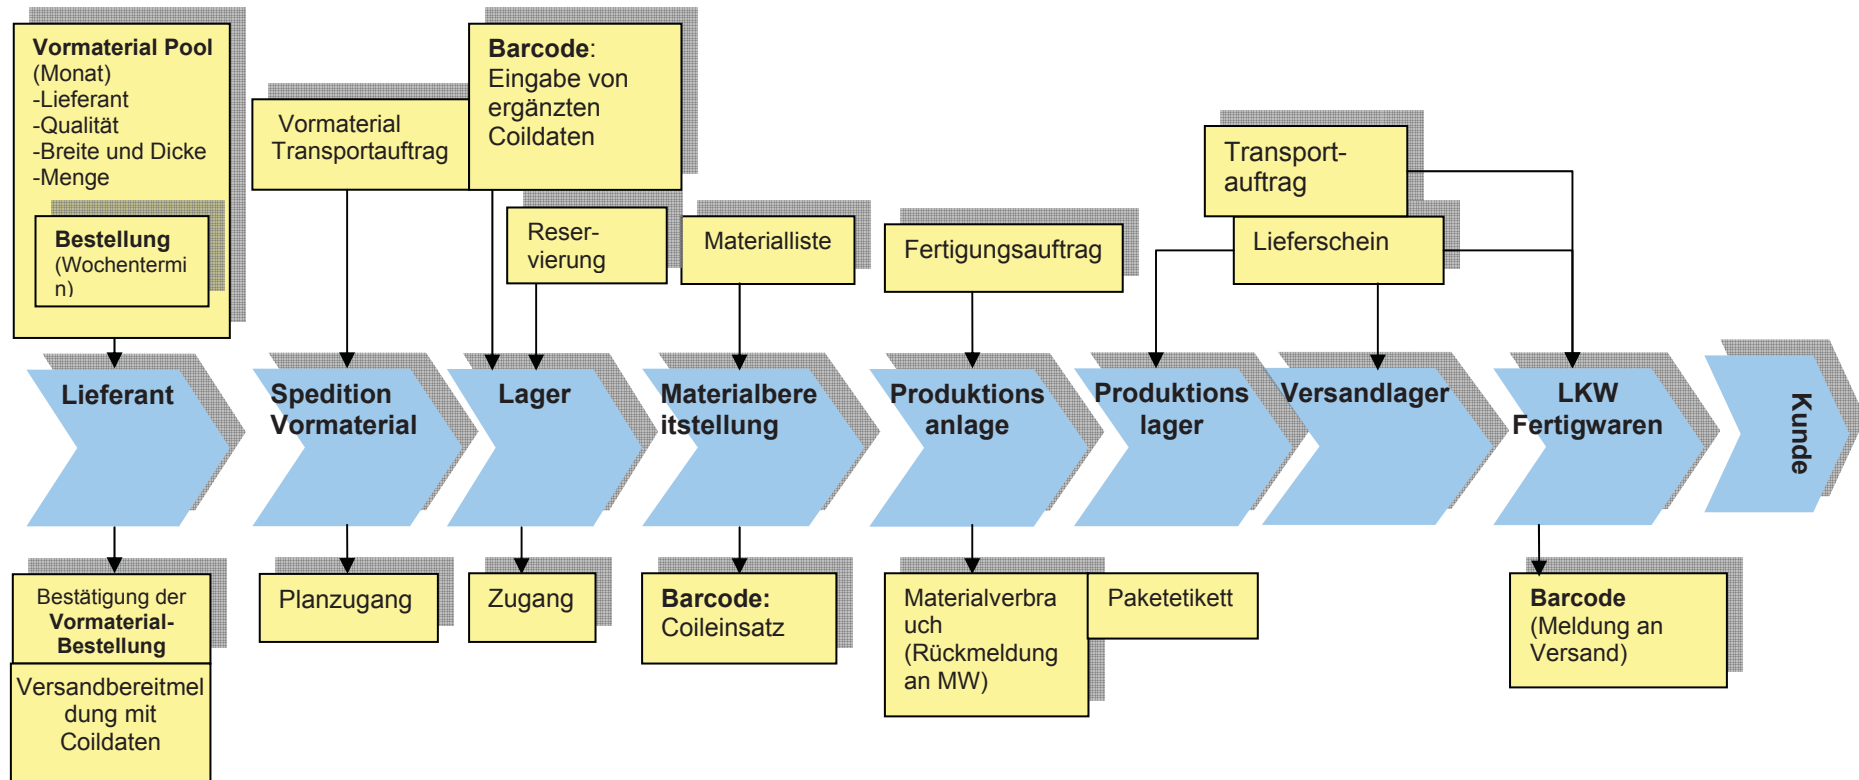 Vormaterial Pool
(Monat)
-Lieferant
-Qualität
-Breite und Dicke
-Menge
Bestellung
(Wochentermi
n)
Vormaterial
Transportauftrag
Barcode:
Eingabe von
ergänzten
Coildaten
Reser-
vierung
Materialliste
Fertigungsauftrag
Transport-
auftrag
Lieferschein
Lieferant
Spedition
Vormaterial
Lager
Materialbere
itstellung
Produktions
anlage
Produktions
lager
Versandlager
LKW
Fertigwaren
Kunde
Bestätigung der
Vormaterial-
Bestellung
Versandbereitmel
dung mit
Coildaten
Planzugang
Zugang
Barcode:
Coileinsatz
Materialverbra
uch
(Rückmeldung
an MW)
Paketetikett
Barcode
(Meldung an
Versand)